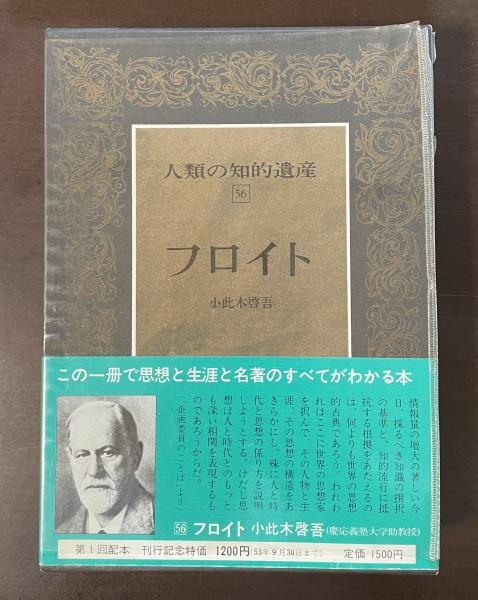 人類の知的遺産
56
フロイト
小此木啓吾
この一冊で思想と生涯と名著のすべてがわかる本
情報量の増大の著しい今
日、採るべき知識の撰択
の基準と、知的流行に抵
抗する根拠をあたえるの
は、何よりも世界の思想
的古典であろう。われわ
れはここに世界の思想家
を択んで、その人物と生
涯、その思想の構造をあ
きらかにし、殊に人と時
代と思想の係り方を説明
しようとする。けだし思
想は人と時代とのもっと
も深い相関を表現するも
のであろうからだ。
(「企画委員のことば」より)
56 フロイト 小此木啓吾(慶応義塾大学助教授)
第1回配本 刊行記念特価 1200円(53年9月30日まで) 定価 1500円